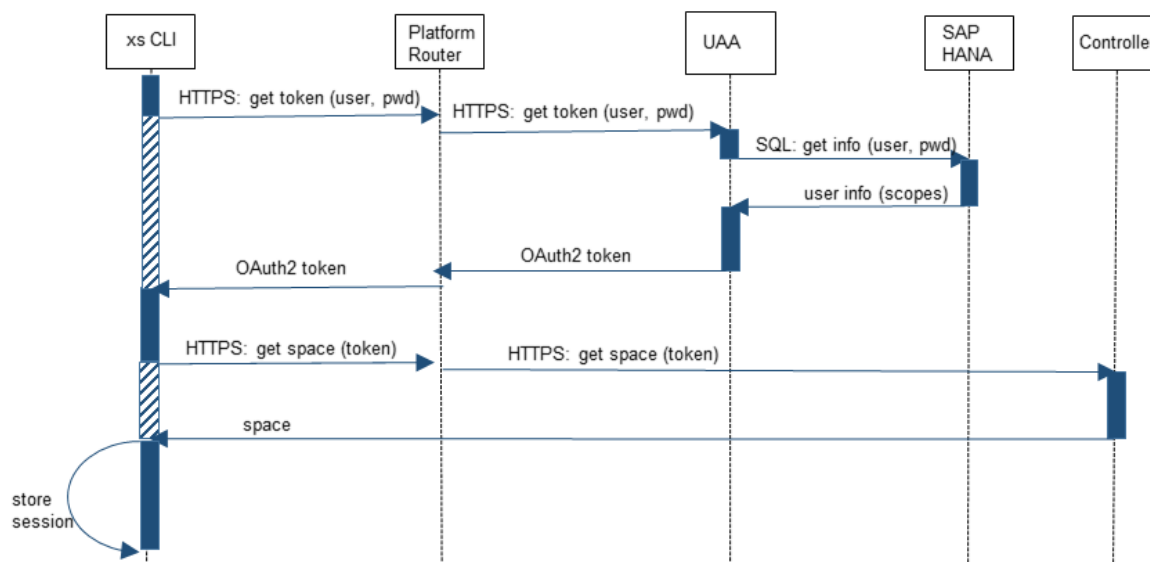 xs CLI
Platform
Router
UAA
SAP
HANA
Controlle
HTTPS: get token (user, pwd)
HTTPS: get token (user, pwd)
SQL: get info (user, pwd)
user info (scopes)
OAuth2 token
OAuth2 token
HTTPS: get space (token)
HTTPS: get space (token)
space
store
session